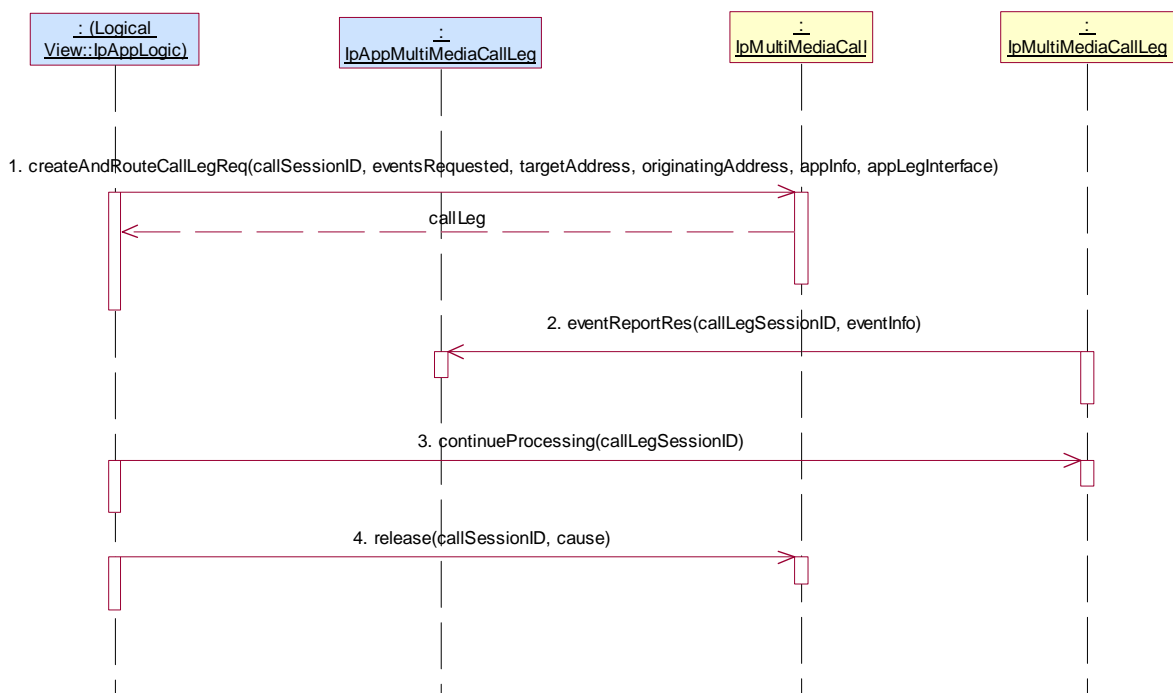 : (Logical
View::IpAppLogic)
:
IpAppMultiMediaCallLeg
:
IpMultiMediaCall
:
IpMultiMediaCallLeg
1. createAndRouteCallLegReq(callSessionID, eventsRequested, targetAddress, originatingAddress, appInfo, appLegInterface)
callLeg
2. eventReportRes(callLegSessionID, eventInfo)
3. continueProcessing(callLegSessionID)
4. release(callSessionID, cause)